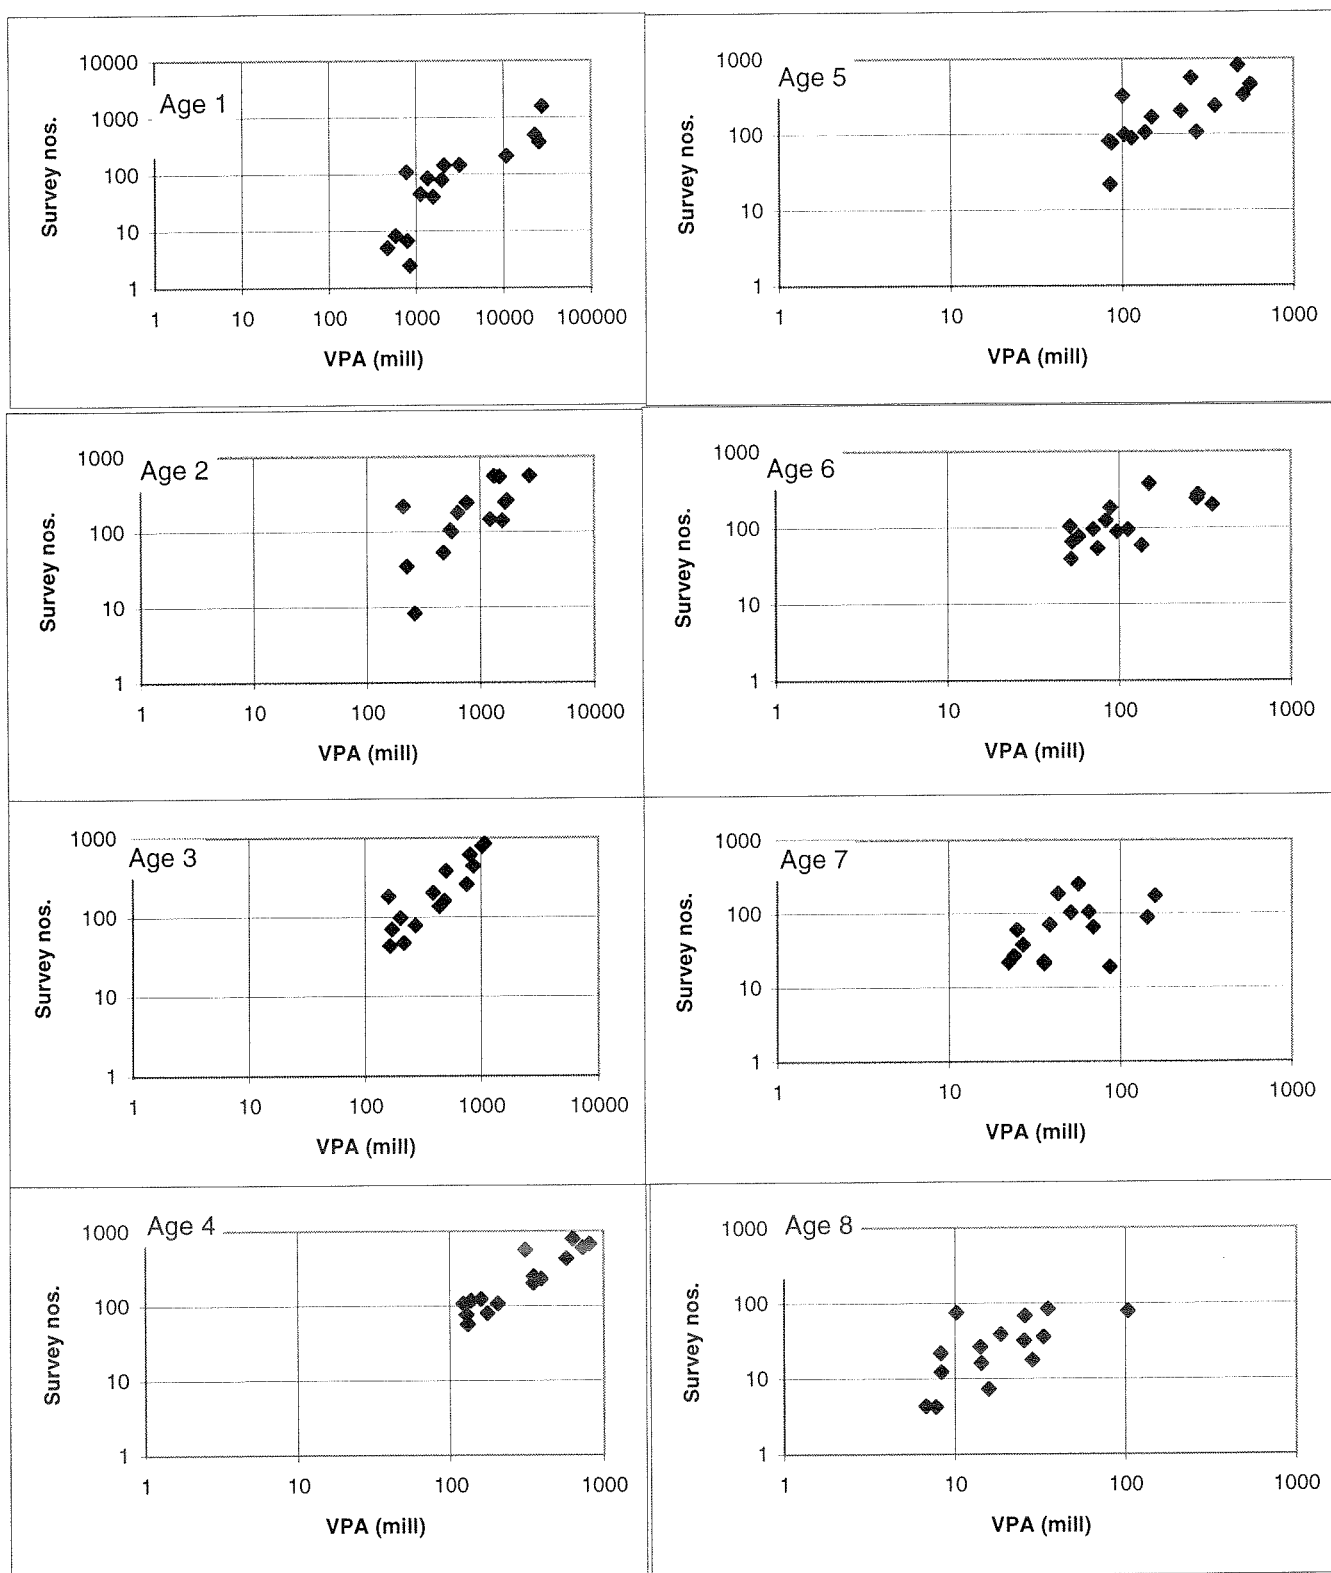 10000
Age 1
1000
100
10
1
Survey nos.
1 10 100 1000 10000 100000
VPA (mill)
1000
Age 5
100
10
1
Survey nos.
1 10 100 1000
VPA (mill)
1000
Age 2
100
10
1
Survey nos.
1 10 100 1000 10000
VPA (mill)
1000
Age 6
100
10
1
Survey nos.
1 10 100 1000
VPA (mill)
1000
Age 3
100
10
1
Survey nos.
1 10 100 1000 10000
VPA (mill)
1000
Age 7
100
10
1
Survey nos.
1 10 100 1000
VPA (mill)
1000
Age 4
100
10
1
Survey nos.
1 10 100 1000
VPA (mill)
1000
Age 8
100
10
1
Survey nos.
1 10 100 1000
VPA (mill)